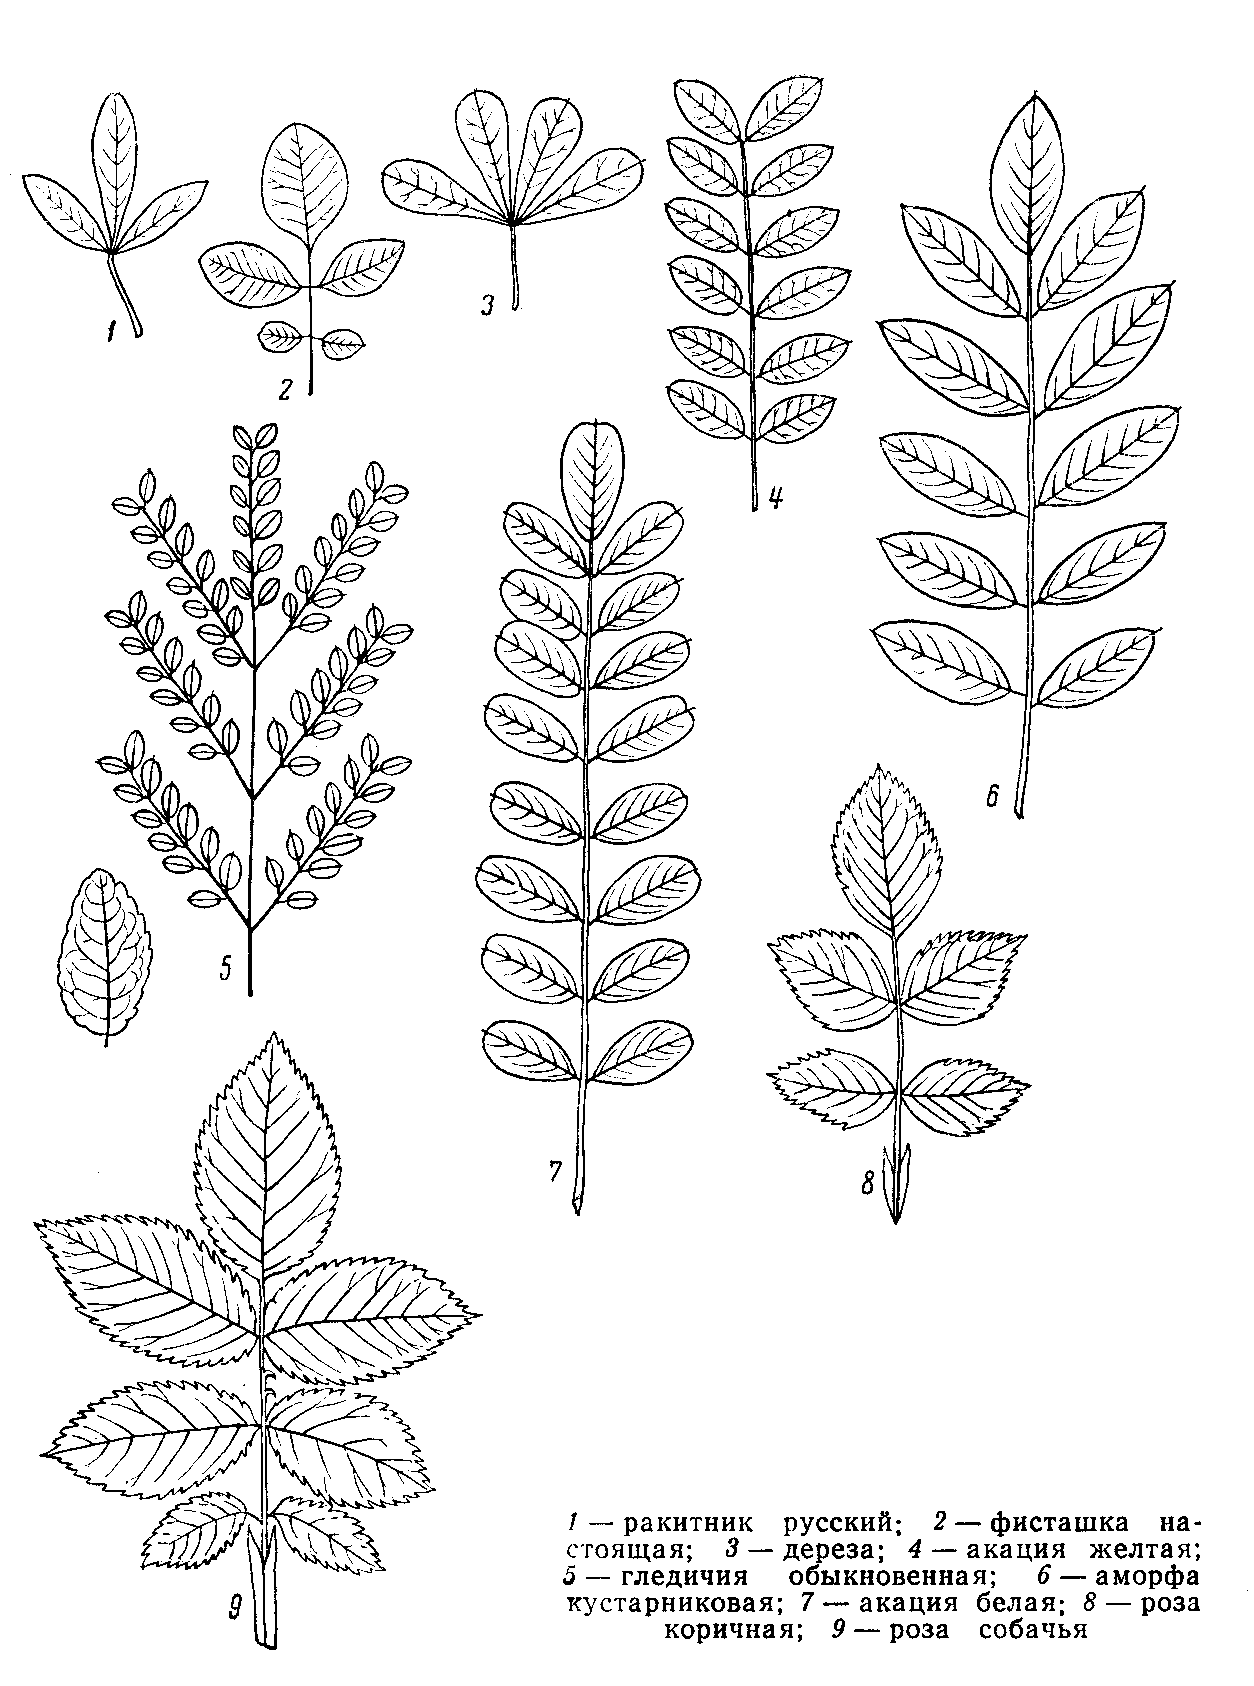 1
2
3
4
5
6
7
8
9
1 — ракитник русский; 2 — фисташка на-
стоящая; 3 — дереза; 4 — акация желтая;
5 — гледичия обыкновенная; 6 — аморфа
кустарниковая; 7 — акация белая; 8 — роза
коричная; 9 — роза собачья